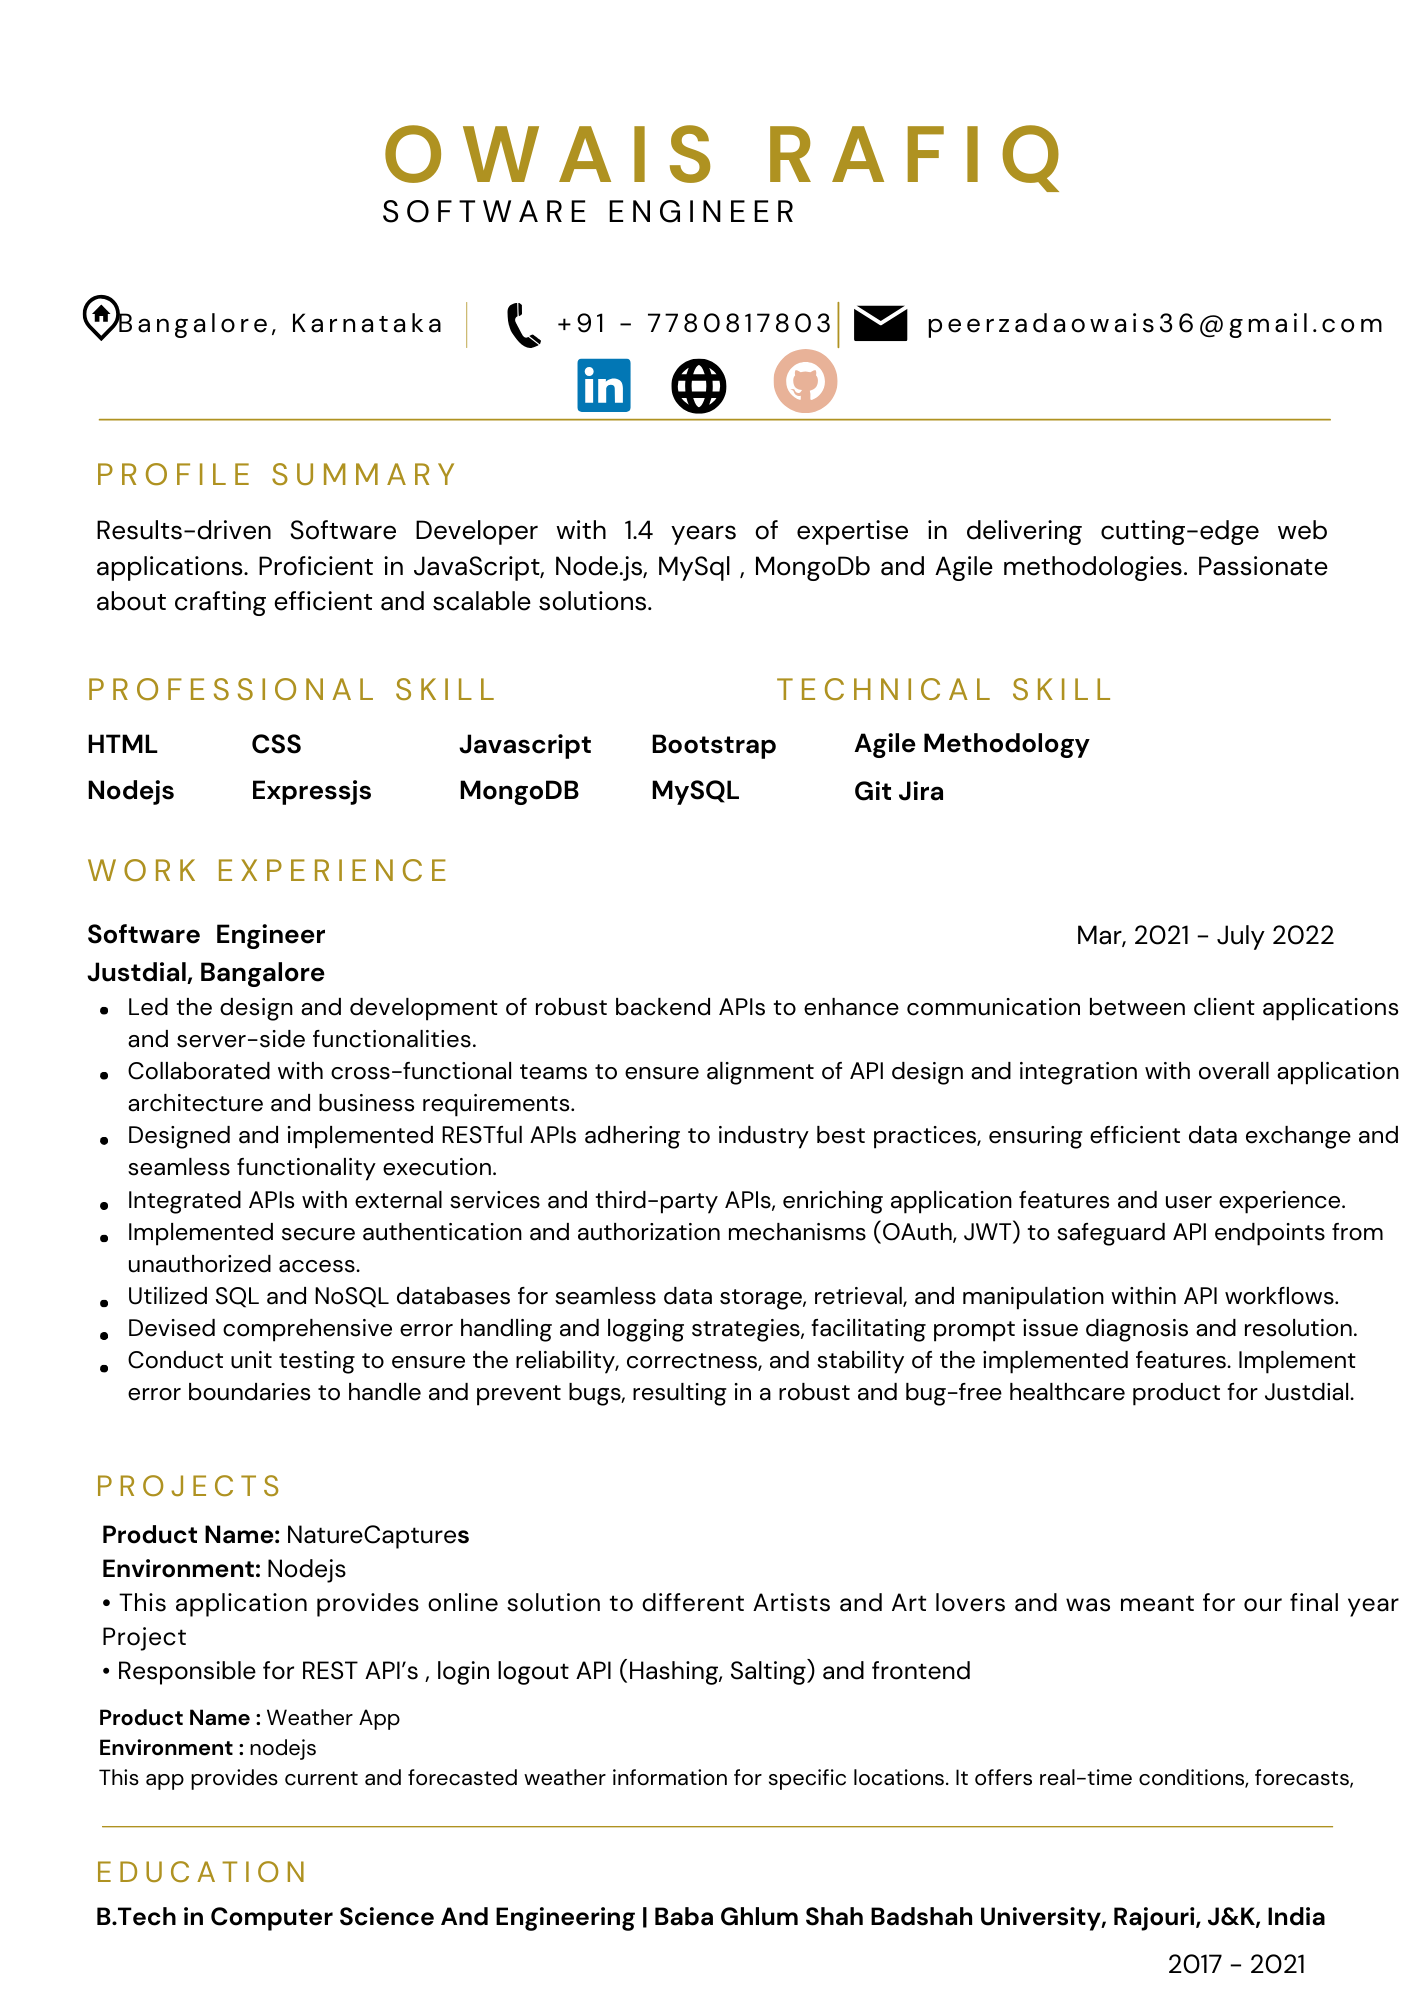 OWAIS RAFIQ
SOFTWARE ENGINEER
Bangalore, Karnataka +91 - 7780817803 peerzadaowais36@gmail.com
in
PROFILE SUMMARY
Results-driven Software Developer with 1.4 years of expertise in delivering cutting-edge web
applications. Proficient in JavaScript, Node.js, MySql , MongoDb and Agile methodologies. Passionate
about crafting efficient and scalable solutions.
PROFESSIONAL SKILL TECHNICAL SKILL
HTML CSS Javascript Bootstrap Agile Methodology
Nodejs Expressjs MongoDB MySQL Git Jira
WORK EXPERIENCE
Software Engineer Mar, 2021 - July 2022
Justdial, Bangalore
• Led the design and development of robust backend APIs to enhance communication between client applications
and server-side functionalities.
• Collaborated with cross-functional teams to ensure alignment of API design and integration with overall application
architecture and business requirements.
• Designed and implemented RESTful APIs adhering to industry best practices, ensuring efficient data exchange and
seamless functionality execution.
• Integrated APIs with external services and third-party APIs, enriching application features and user experience.
• Implemented secure authentication and authorization mechanisms (OAuth, JWT) to safeguard API endpoints from
unauthorized access.
• Utilized SQL and NoSQL databases for seamless data storage, retrieval, and manipulation within API workflows.
• Devised comprehensive error handling and logging strategies, facilitating prompt issue diagnosis and resolution.
• Conduct unit testing to ensure the reliability, correctness, and stability of the implemented features. Implement
error boundaries to handle and prevent bugs, resulting in a robust and bug-free healthcare product for Justdial.
PROJECTS
Product Name: NatureCaptures
Environment: Nodejs
• This application provides online solution to different Artists and Art lovers and was meant for our final year
Project
• Responsible for REST API’s , login logout API (Hashing, Salting) and frontend
Product Name : Weather App
Environment : nodejs
This app provides current and forecasted weather information for specific locations. It offers real-time conditions, forecasts,
EDUCATION
B.Tech in Computer Science And Engineering | Baba Ghlum Shah Badshah University, Rajouri, J&K, India
2017 - 2021